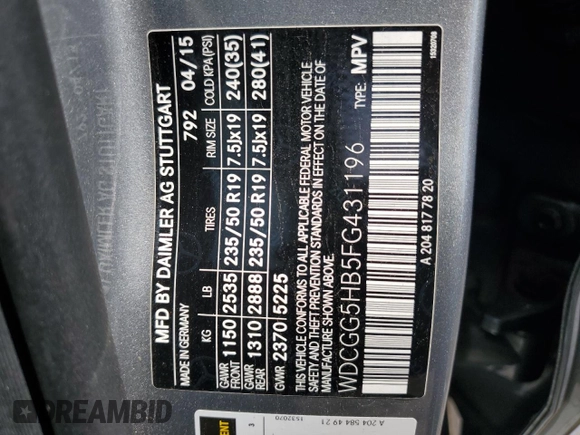 MFD BY DAIMLER AG STUTTGART
MADE IN GERMANY 792 04/15
KG LB TIRES RIM SIZE COLD KPA(PSI)
GAWR FRONT 1150 2535 235/50 R19 7.5Jx19 240(35)
GAWR REAR 1310 2888 235/50 R19 7.5Jx19 280(41)
GVWR 2370 5225
THIS VEHICLE CONFORMS TO ALL APPLICABLE FEDERAL MOTOR VEHICLE
SAFETY AND THEFT PREVENTION STANDARDS IN EFFECT ON THE DATE OF
MANUFACTURE SHOWN ABOVE.
WDCGG5HB5FG431196 TYPE: MPV
A 204 817 78 20
A 204 584 49 21
DREAMBID